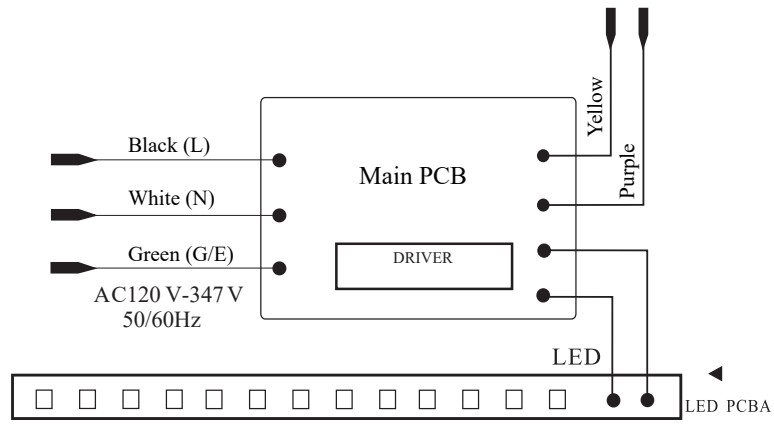 Yellow
Purple
Black (L)
White (N)
Green (G/E)
AC120 V-347 V
50/60Hz
Main PCB
DRIVER
LED
LED PCBA